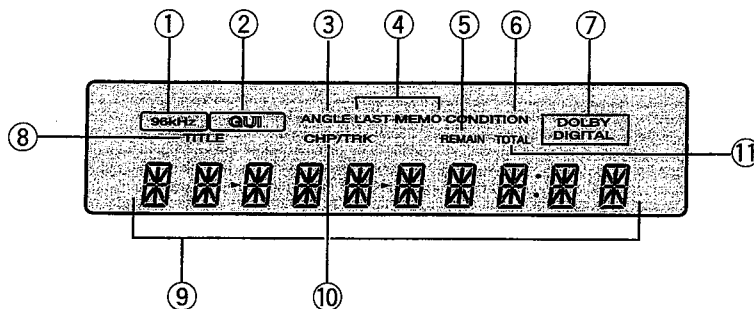 ① ② ③ ④ ⑤ ⑥ ⑦
96kHz GUI ANGLE LAST MEMO CONDITION DOLBY DIGITAL
⑧ TITLE CHP/TRK REMAIN TOTAL ⑪
⑨ ⑩